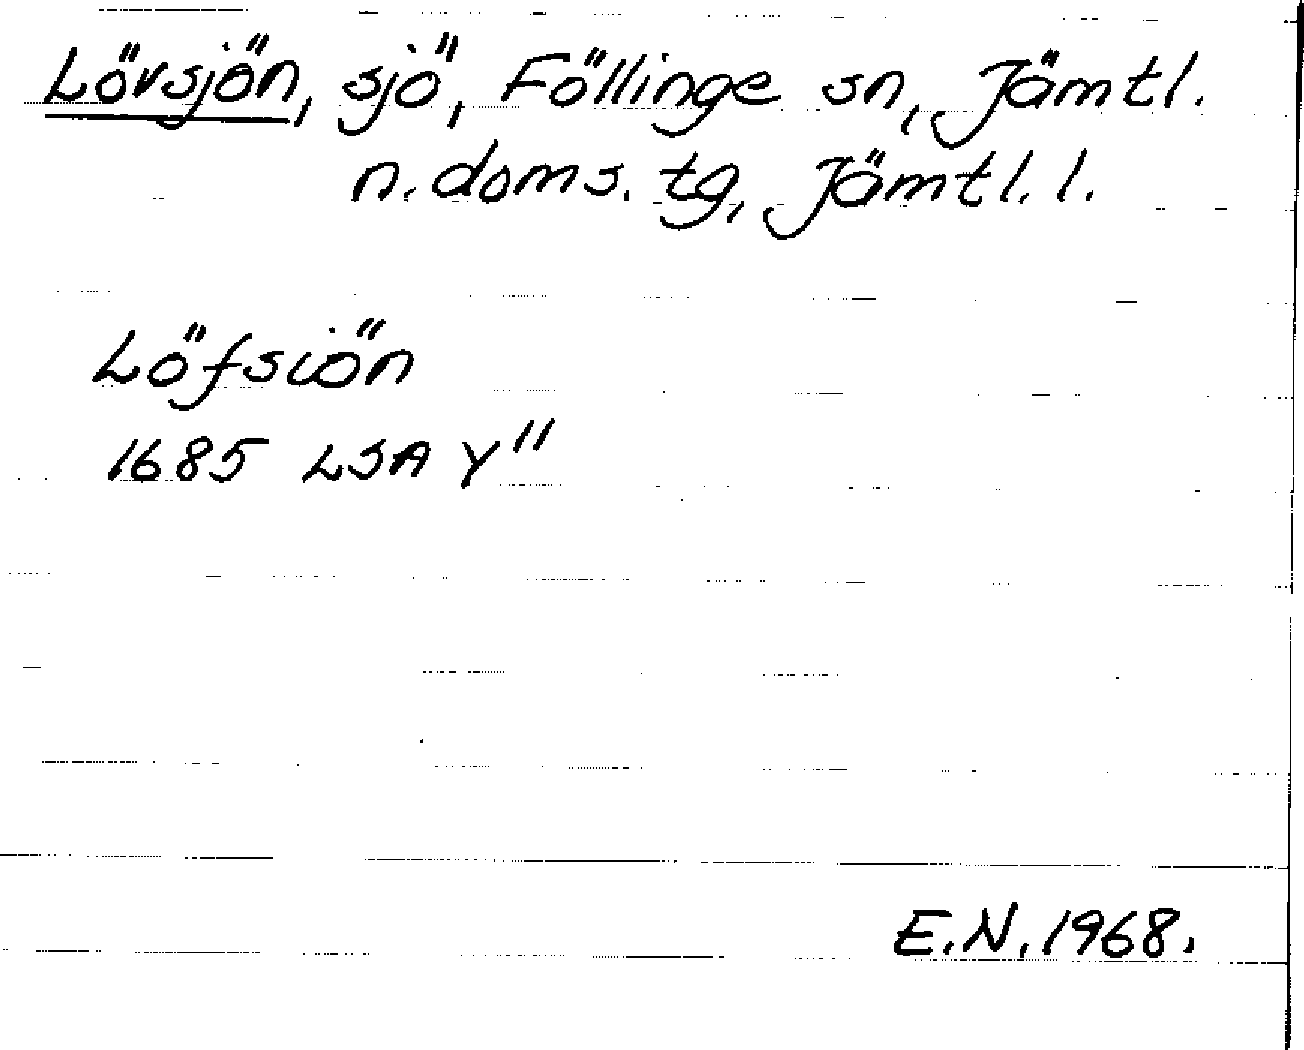 Lövsjön, sjö, Föllinge sn, Jämtl.
n. doms. tg, Jämtl. l.
Löfsiön
1685 LSA Y"
E.N. 1968.